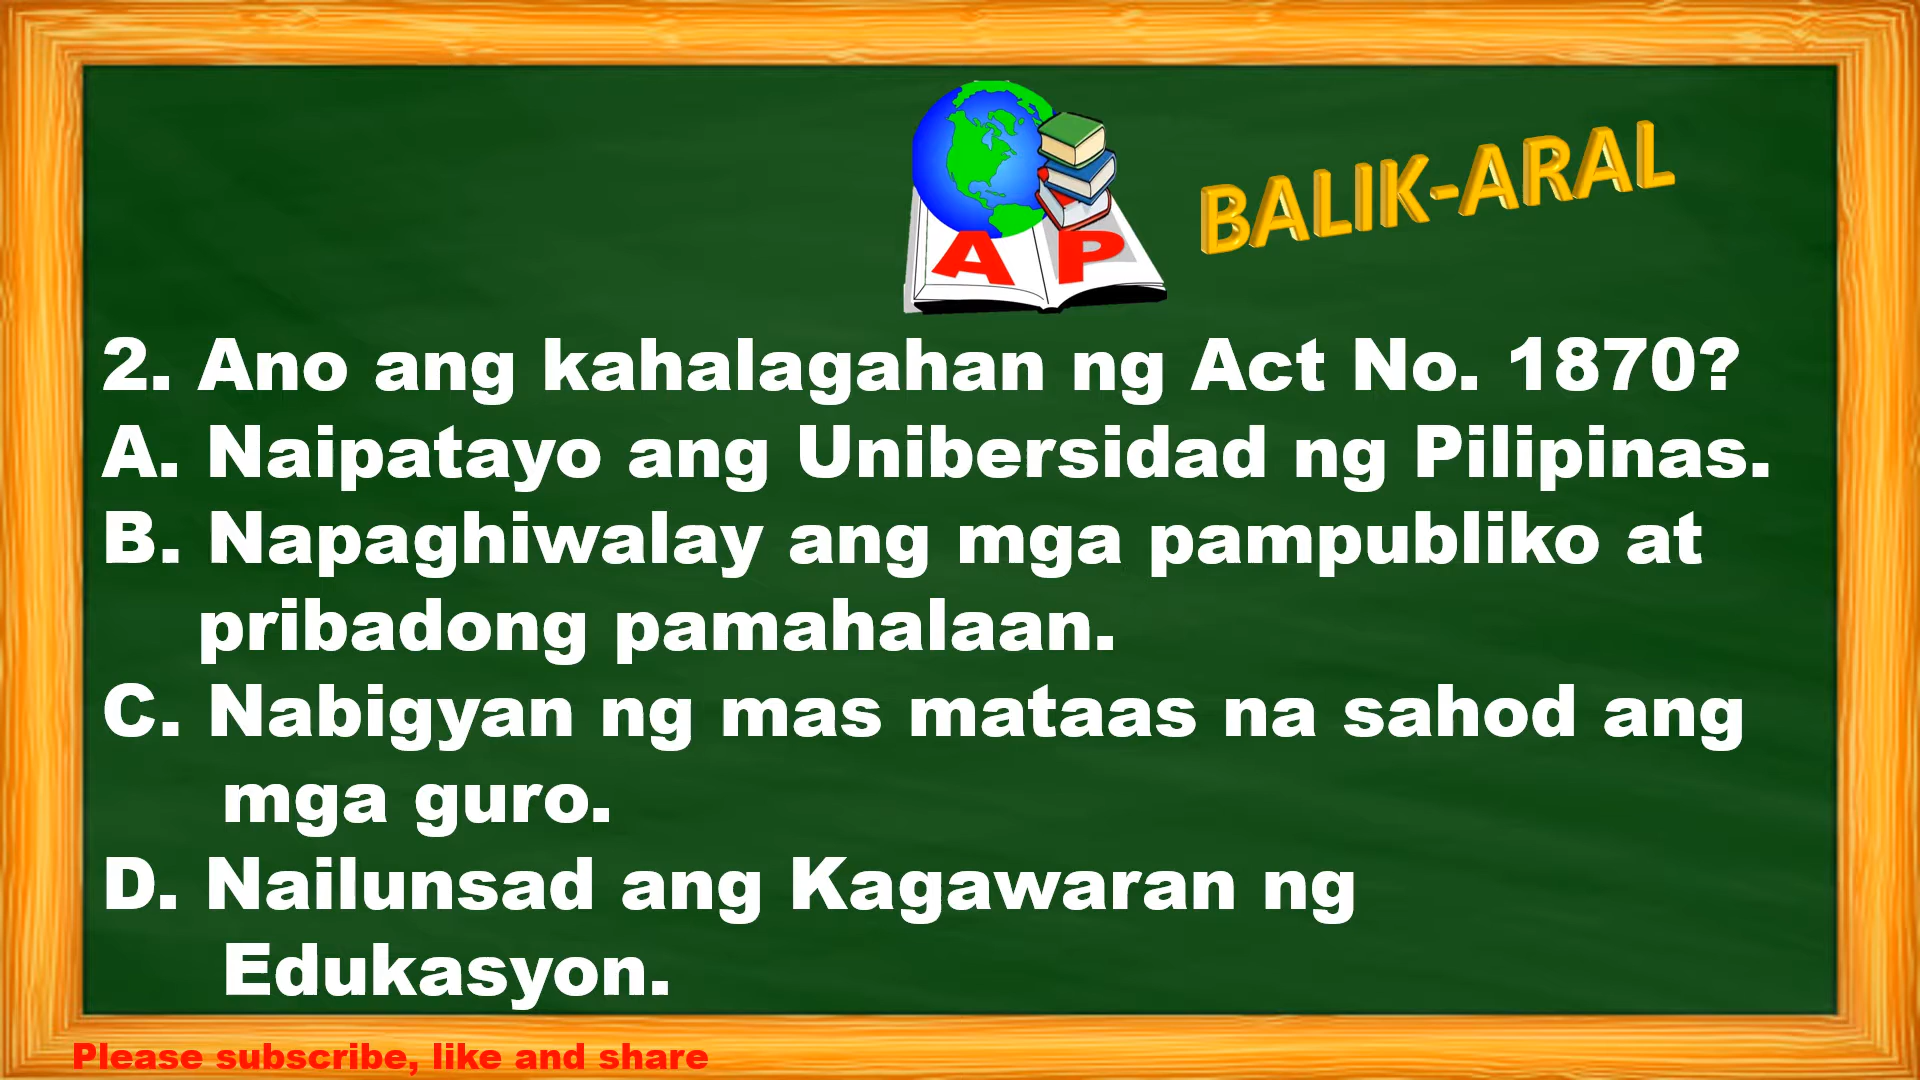 A P
BALIK-ARAL
2. Ano ang kahalagahan ng Act No. 1870?
A. Naipatayo ang Unibersidad ng Pilipinas.
B. Napaghiwalay ang mga pampubliko at
pribadong pamahalaan.
C. Nabigyan ng mas mataas na sahod ang
mga guro.
D. Nailunsad ang Kagawaran ng
Edukasyon.
Please subscribe, like and share